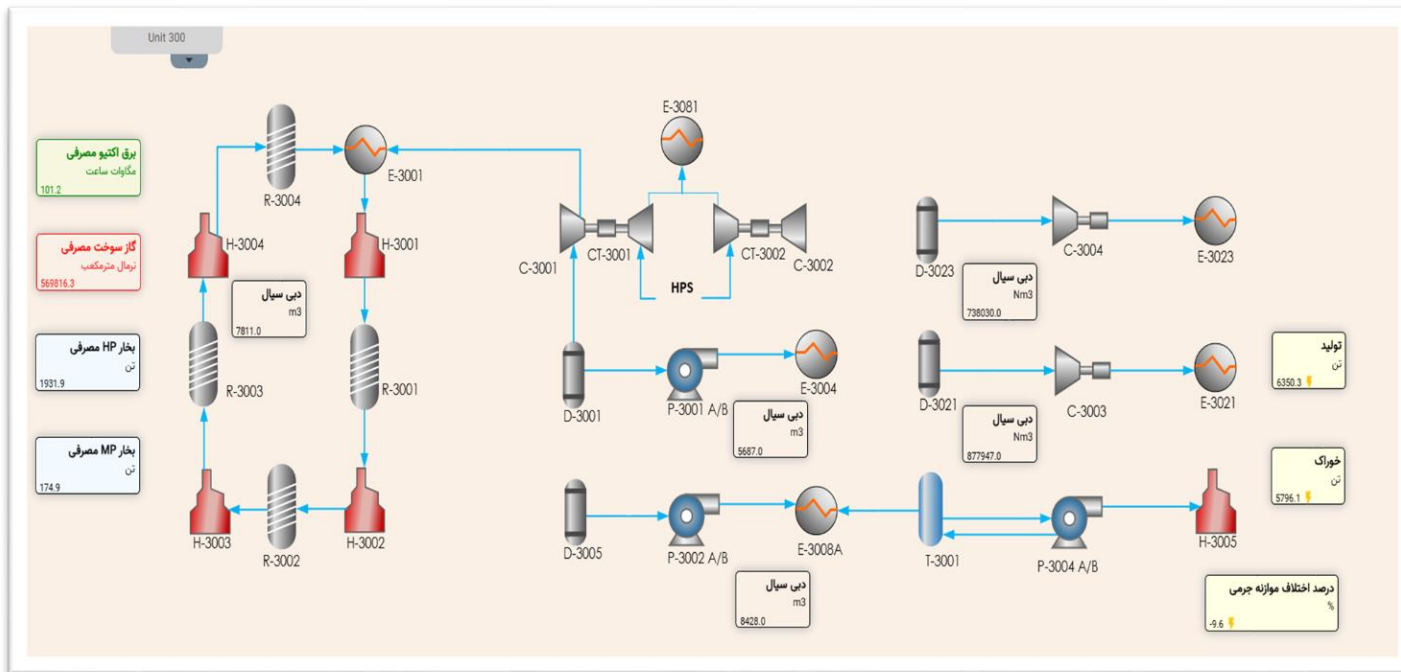 Unit 300
برق اکتیو مصرفی
مگاوات ساعت
101.2
گاز سوخت مصرفی
نرمال مترمکعب
569816.3
بخار HP مصرفی
تن
1931.9
بخار MP مصرفی
تن
174.9
R-3004
E-3001
H-3004
H-3001
دبی سیال
m3
7811.0
R-3003
R-3001
H-3003
R-3002
H-3002
E-3081
C-3001
CT-3001
CT-3002
C-3002
HPS
D-3001
P-3001 A/B
E-3004
دبی سیال
m3
5687.0
D-3005
P-3002 A/B
E-3008A
دبی سیال
m3
8428.0
D-3023
C-3004
E-3023
دبی سیال
Nm3
738030.0
D-3021
C-3003
E-3021
دبی سیال
Nm3
877947.0
T-3001
P-3004 A/B
H-3005
تولید
تن
6350.3
خوراک
تن
5796.1
درصد اختلاف موازنه جرمی
%
-9.6